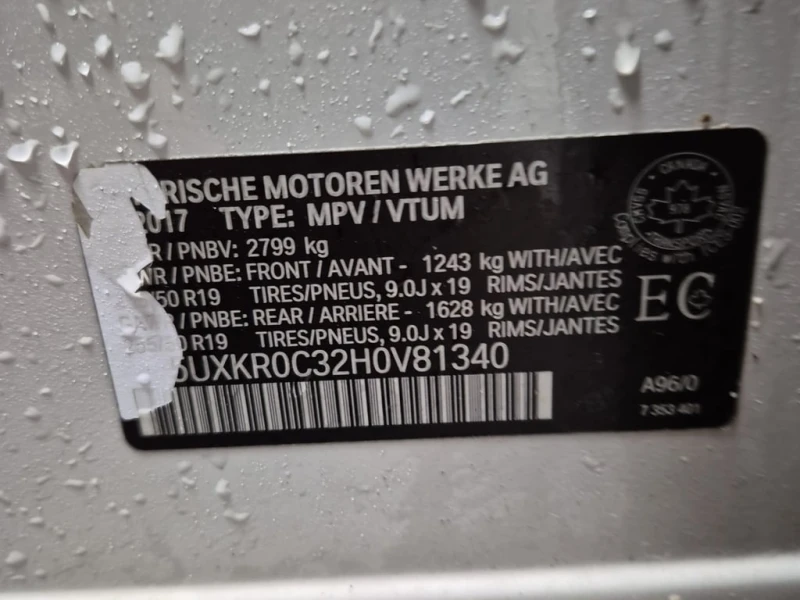 ERISCHE MOTOREN WERKE AG
2017 TYPE: MPV / VTUM
R / PNBV: 2799 kg
WR / PNBE: FRONT / AVANT - 1243 kg WITH/AVEC
/50 R19 TIRES/PNEUS, 9.0J x 19 RIMS/JANTES
/ PNBE: REAR / ARRIERE - 1628 kg WITH/AVEC
R19 TIRES/PNEUS, 9.0J x 19 RIMS/JANTES
5UXKR0C32H0V81340
CANADA
EC
A96/0
7 353 401